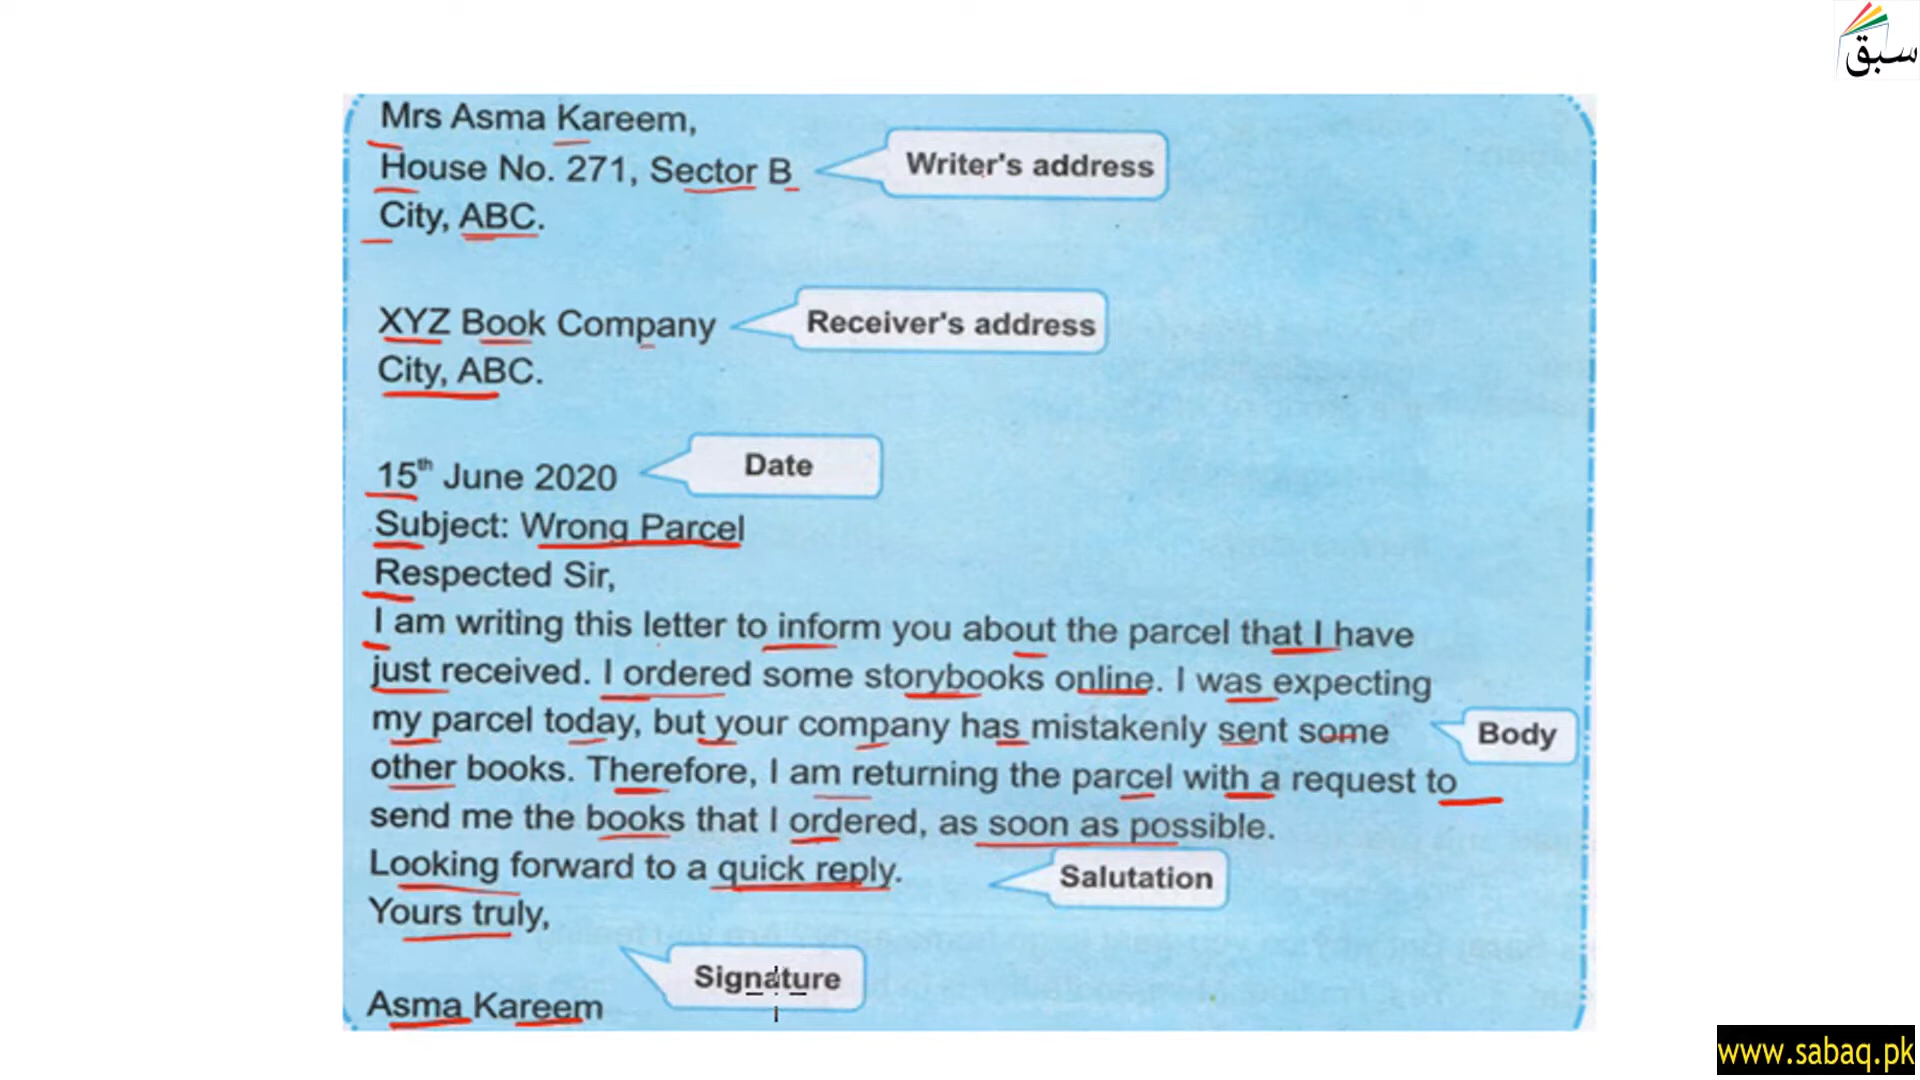 سبق
Mrs Asma Kareem,
House No. 271, Sector B
Writer's address
City, ABC.
XYZ Book Company
Receiver's address
City, ABC.
15th June 2020
Date
Subject: Wrong Parcel
Respected Sir,
I am writing this letter to inform you about the parcel that I have
just received. I ordered some storybooks online. I was expecting
my parcel today, but your company has mistakenly sent some
Body
other books. Therefore, I am returning the parcel with a request to
send me the books that I ordered, as soon as possible.
Looking forward to a quick reply.
Salutation
Yours truly,
Signature
Asma Kareem
www.sabaq.pk